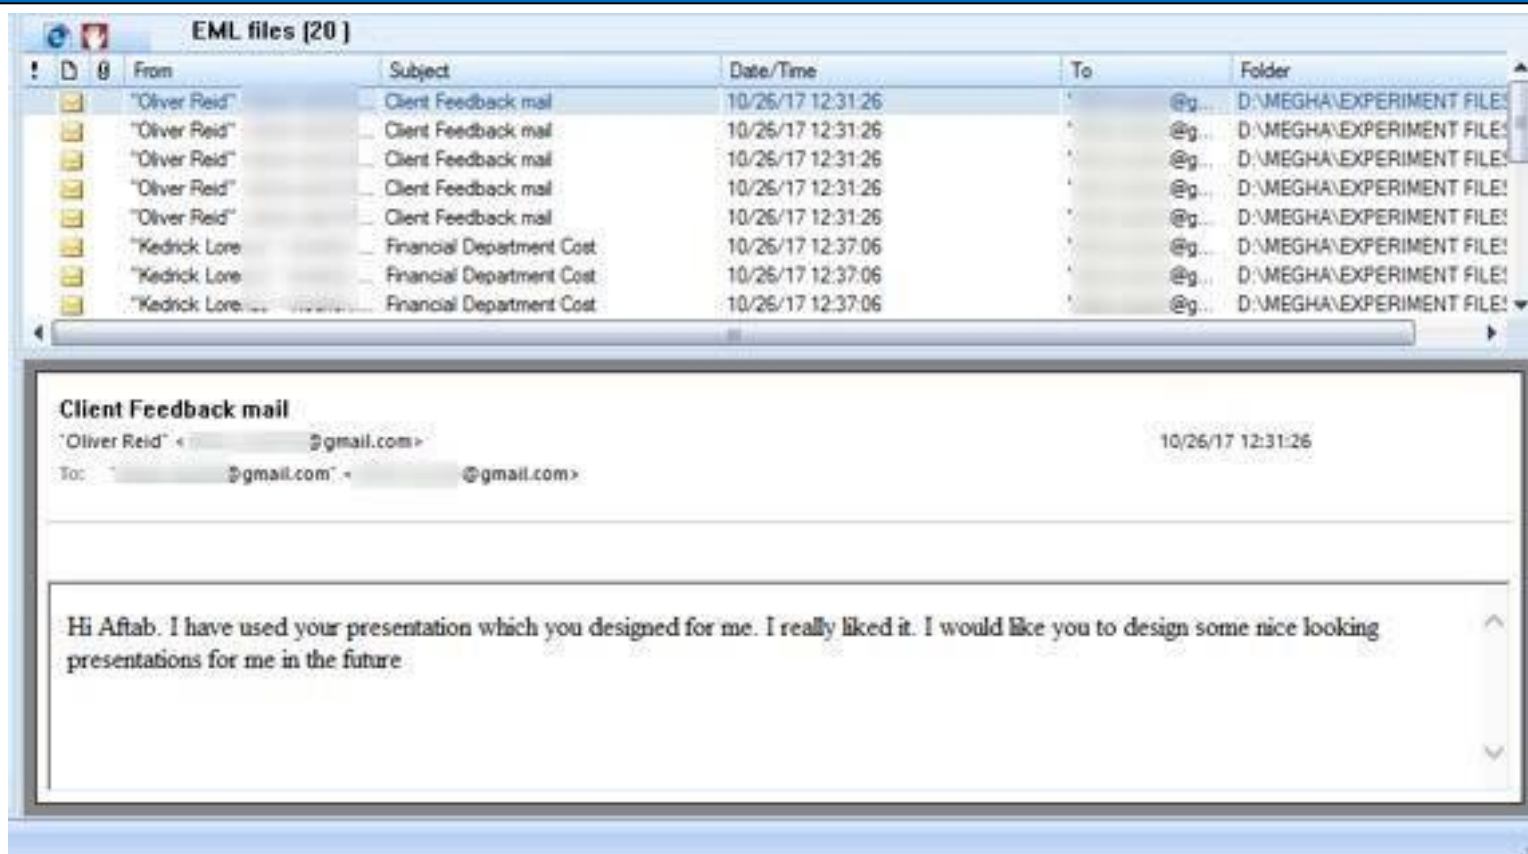 EML files [20 ]
! From Subject Date/Time To Folder
"Oliver Reid" ... Client Feedback mail 10/26/17 12:31:26 @g... D:\MEGHA\EXPERIMENT FILES
"Oliver Reid" ... Client Feedback mail 10/26/17 12:31:26 @g... D:\MEGHA\EXPERIMENT FILES
"Oliver Reid" ... Client Feedback mail 10/26/17 12:31:26 @g... D:\MEGHA\EXPERIMENT FILES
"Oliver Reid" ... Client Feedback mail 10/26/17 12:31:26 @g... D:\MEGHA\EXPERIMENT FILES
"Oliver Reid" ... Client Feedback mail 10/26/17 12:31:26 @g... D:\MEGHA\EXPERIMENT FILES
"Kedrick Lore ... Financial Department Cost 10/26/17 12:37:06 @g... D:\MEGHA\EXPERIMENT FILES
"Kedrick Lore ... Financial Department Cost 10/26/17 12:37:06 @g... D:\MEGHA\EXPERIMENT FILES
"Kedrick Lore ... Financial Department Cost 10/26/17 12:37:06 @g... D:\MEGHA\EXPERIMENT FILES
Client Feedback mail
"Oliver Reid" < @gmail.com> 10/26/17 12:31:26
To: " @gmail.com" < @gmail.com>
Hi Aftab. I have used your presentation which you designed for me. I really liked it. I would like you to design some nice looking
presentations for me in the future